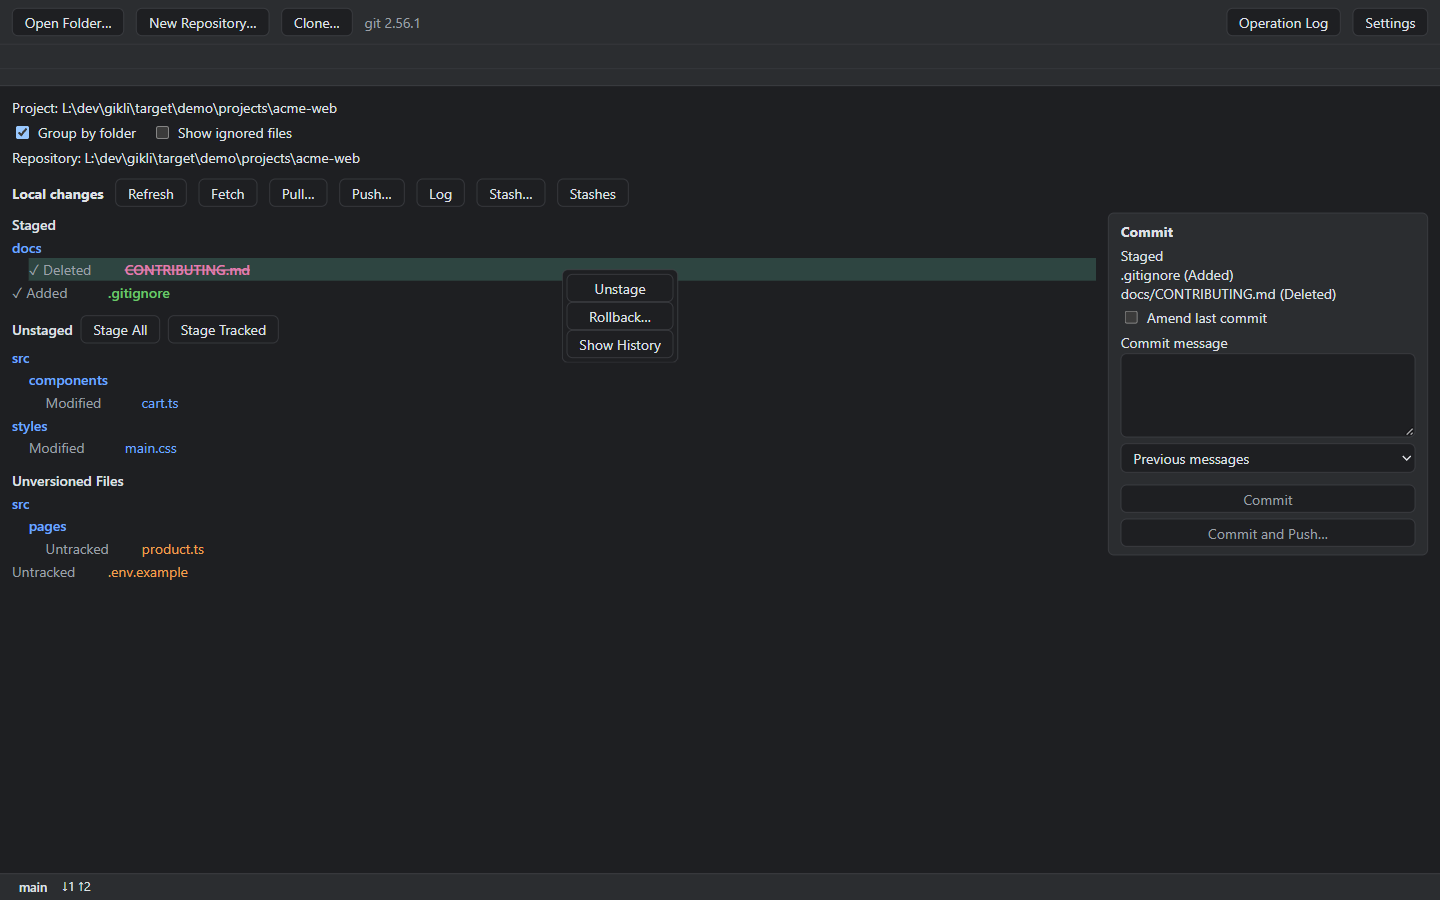 Open Folder... New Repository... Clone... git 2.56.1 Operation Log Settings
Project: L:\dev\gikli\target\demo\projects\acme-web
Group by folder Show ignored files
Repository: L:\dev\gikli\target\demo\projects\acme-web
Local changes Refresh Fetch Pull... Push... Log Stash... Stashes
Staged
docs
✓ Deleted CONTRIBUTING.md
✓ Added .gitignore
Unstage
Rollback...
Show History
Unstaged Stage All Stage Tracked
src
components
Modified cart.ts
styles
Modified main.css
Unversioned Files
src
pages
Untracked product.ts
Untracked .env.example
Commit
Staged
.gitignore (Added)
docs/CONTRIBUTING.md (Deleted)
Amend last commit
Commit message
Previous messages
Commit
Commit and Push...
main ↓1 ↑2